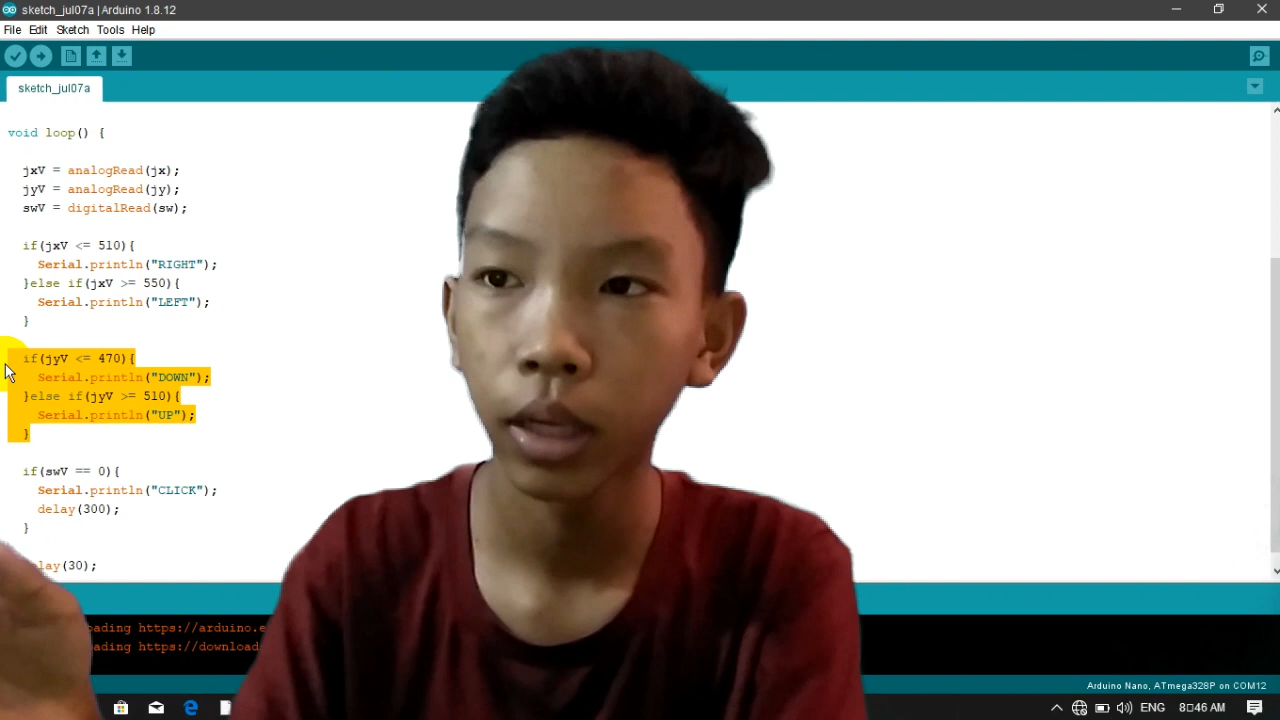 sketch_jul07a | Arduino 1.8.12
File Edit Sketch Tools Help
sketch_jul07a
void loop() {
jxV = analogRead(jx);
jyV = analogRead(jy);
swV = digitalRead(sw);
if(jxV <= 510){
Serial.println("RIGHT");
}else if(jxV >= 550){
Serial.println("LEFT");
}
if(jyV <= 470){
Serial.println("DOWN");
}else if(jyV >= 510){
Serial.println("UP");
}
if(swV == 0){
Serial.println("CLICK");
delay(300);
}
lay(30);
ading https://arduino.e
ading https://download
Arduino Nano, ATmega328P on COM12
ENG 8:46 AM